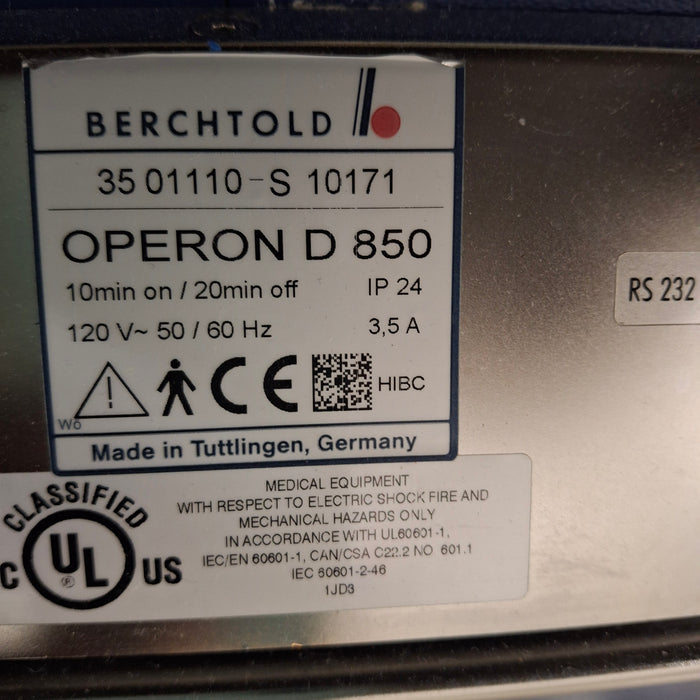 BERCHTOLD
35 01110-S 10171
OPERON D 850
10min on / 20min off IP 24
120 V~ 50 / 60 Hz 3,5 A
CE HIBC
Wö
Made in Tuttlingen, Germany
RS 232
CLASSIFIED
C UL® US
MEDICAL EQUIPMENT
WITH RESPECT TO ELECTRIC SHOCK FIRE AND
MECHANICAL HAZARDS ONLY
IN ACCORDANCE WITH UL60601-1,
IEC/EN 60601-1, CAN/CSA C22.2 NO 601.1
IEC 60601-2-46
1JD3